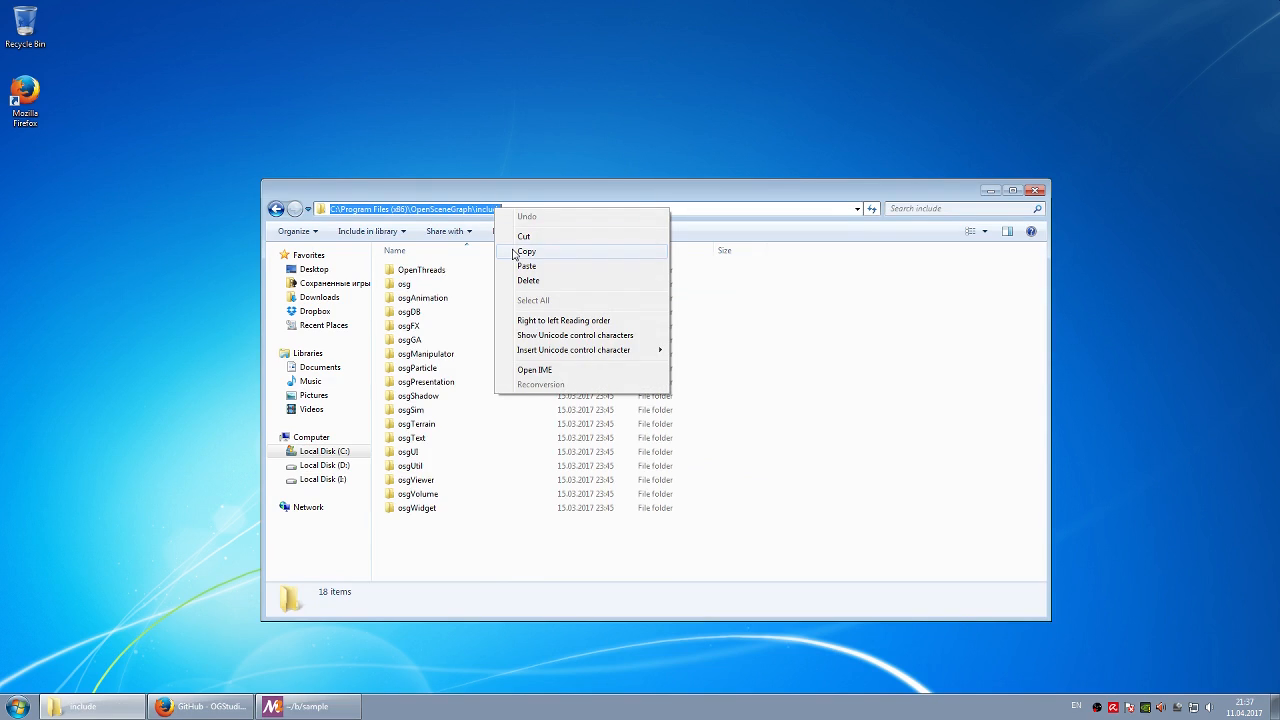 Recycle Bin
Mozilla
Firefox
C:\Program Files (x86)\OpenSceneGraph\include
Search include
Organize
Include in library
Share with
Undo
Cut
Copy
Paste
Delete
Select All
Right to left Reading order
Show Unicode control characters
Insert Unicode control character
Open IME
Reconversion
Favorites
Desktop
Сохраненные игры
Downloads
Dropbox
Recent Places
Libraries
Documents
Music
Pictures
Videos
Computer
Local Disk (C:)
Local Disk (D:)
Local Disk (I:)
Network
Name
Size
OpenThreads
osg
osgAnimation
osgDB
osgFX
osgGA
osgManipulator
osgParticle
osgPresentation
osgShadow 15.03.2017 23:45 File folder
osgSim 15.03.2017 23:45 File folder
osgTerrain 15.03.2017 23:45 File folder
osgText 15.03.2017 23:45 File folder
osgUI 15.03.2017 23:45 File folder
osgUtil 15.03.2017 23:45 File folder
osgViewer 15.03.2017 23:45 File folder
osgVolume 15.03.2017 23:45 File folder
osgWidget 15.03.2017 23:45 File folder
18 items
include
GitHub - OGStudi...
~/b/sample
EN
21:37
11.04.2017